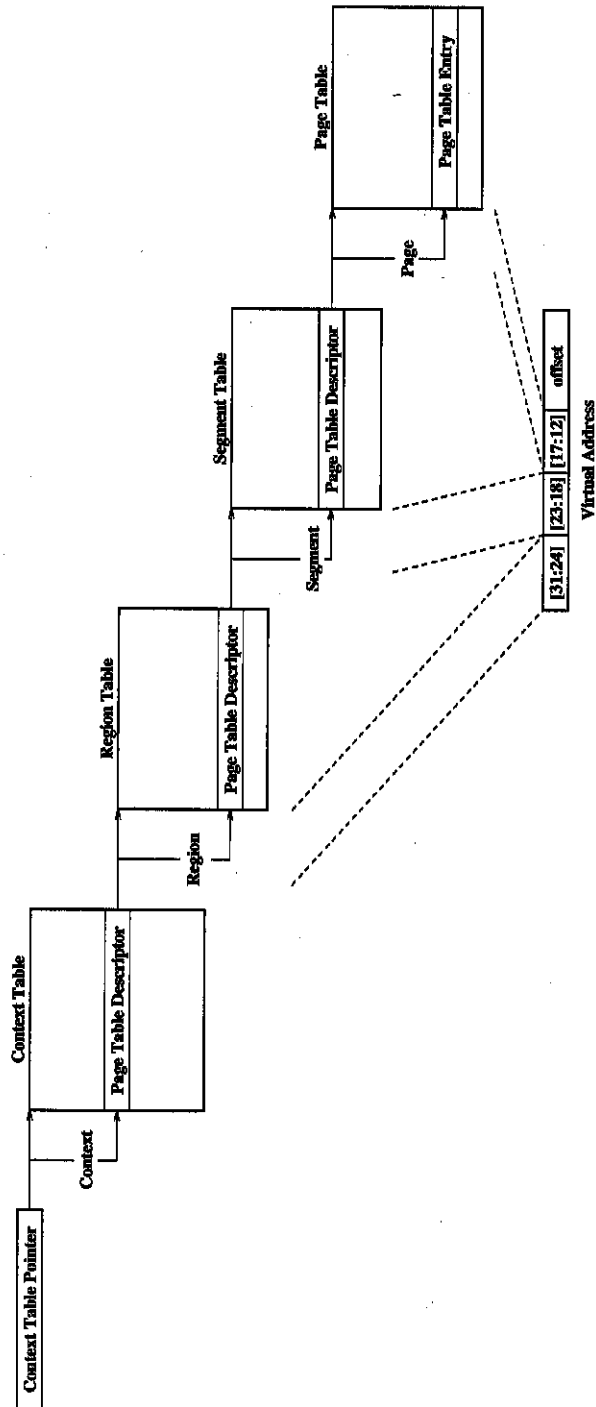 Context Table Pointer
Context
Context Table
Page Table Descriptor
Region
Region Table
Page Table Descriptor
Segment
Segment Table
Page Table Descriptor
Page
Page Table
Page Table Entry
[31:24] [23:18] [17:12] offset
Virtual Address